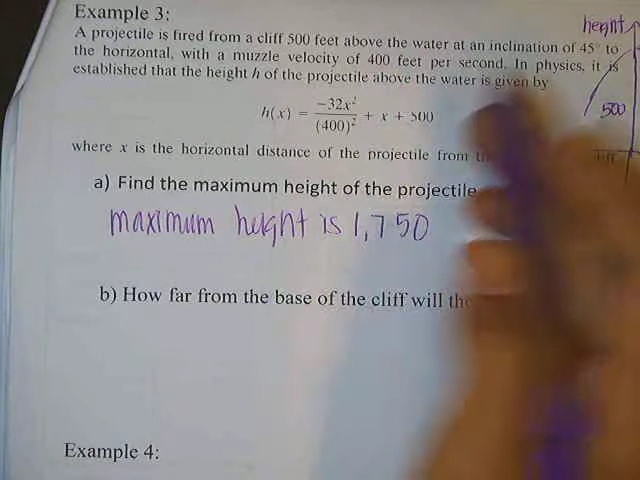 Example 3:
height
A projectile is fired from a cliff 500 feet above the water at an inclination of 45° to
the horizontal, with a muzzle velocity of 400 feet per second. In physics, it is
established that the height h of the projectile above the water is given by
500
h(x) = −32x² / (400)² + x + 500
where x is the horizontal distance of the projectile from
a) Find the maximum height of the projectile
maximum height is 1,750
b) How far from the base of the cliff will the
Example 4: